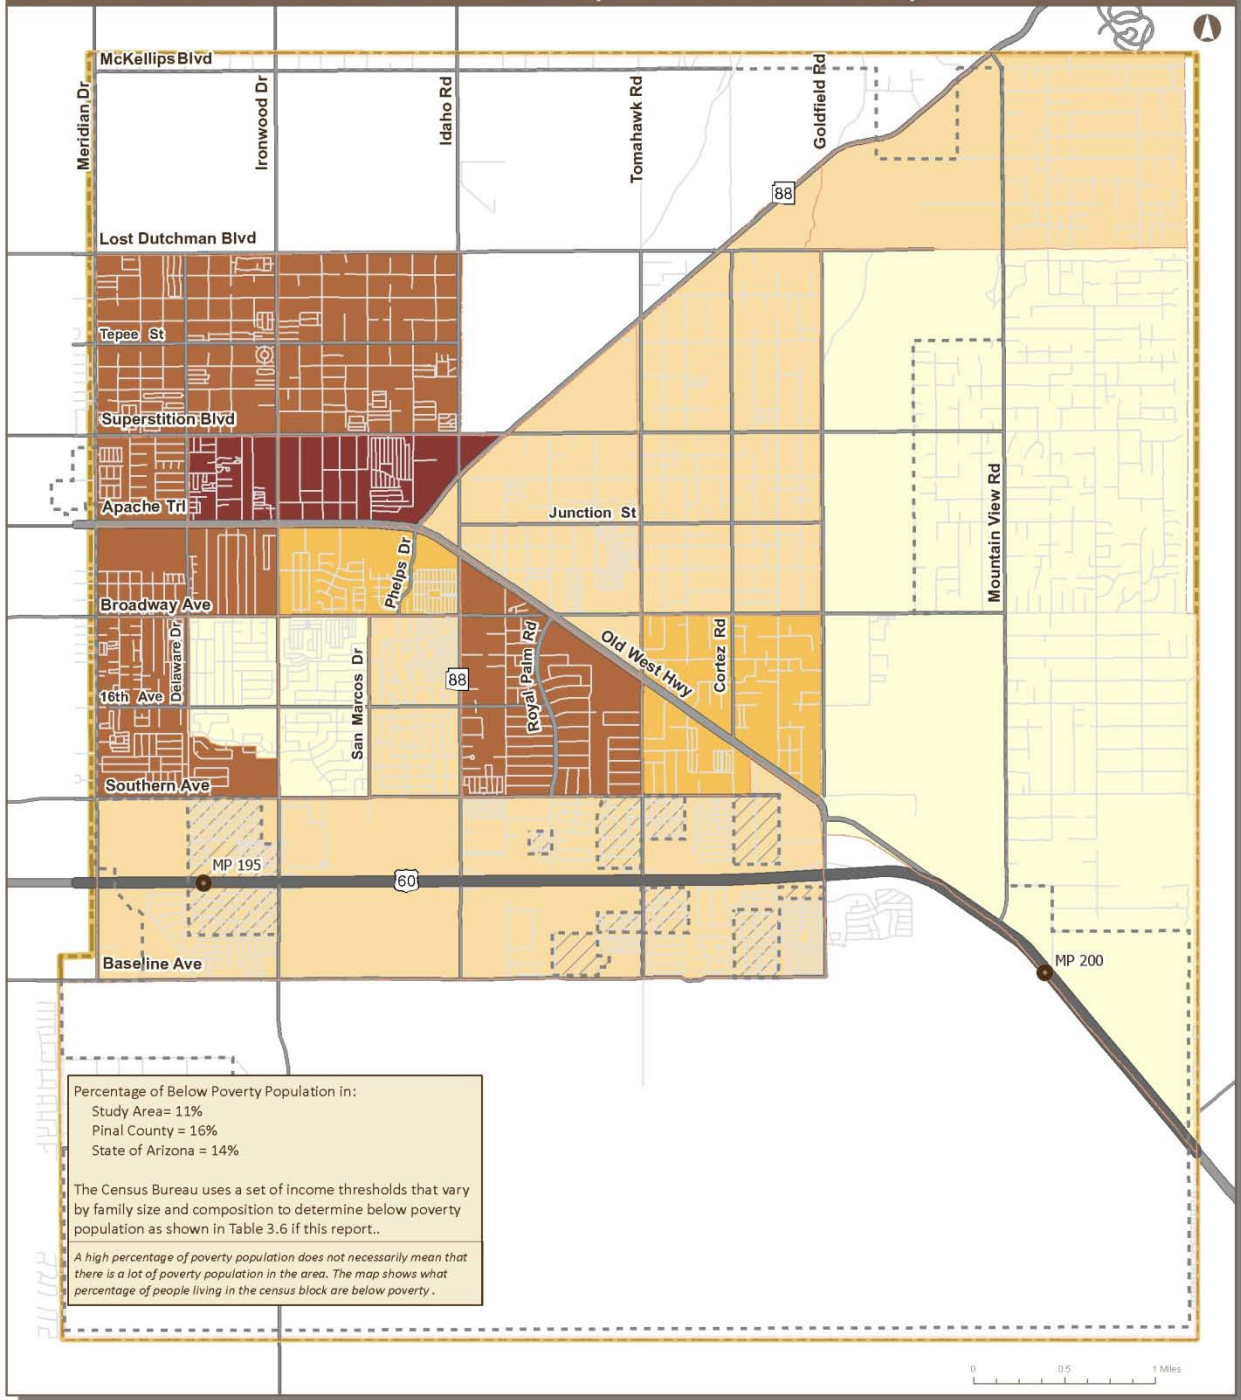 McKellips Blvd
Meridian Dr
Ironwood Dr
Idaho Rd
Tomahawk Rd
Goldfield Rd
88
Lost Dutchman Blvd
Tepee St
Superstition Blvd
Apache Trl
Junction St
Mountain View Rd
Phelps Dr
Broadway Ave
Delaware Dr
San Marcos Dr
88
Royal Palm Rd
Old West Hwy
Cortez Rd
16th Ave
Southern Ave
MP 195
60
Baseline Ave
MP 200
Percentage of Below Poverty Population in:
Study Area= 11%
Pinal County = 16%
State of Arizona = 14%
The Census Bureau uses a set of income thresholds that vary
by family size and composition to determine below poverty
population as shown in Table 3.6 if this report..
A high percentage of poverty population does not necessarily mean that
there is a lot of poverty population in the area. The map shows what
percentage of people living in the census block are below poverty .
0 0.5 1 Miles